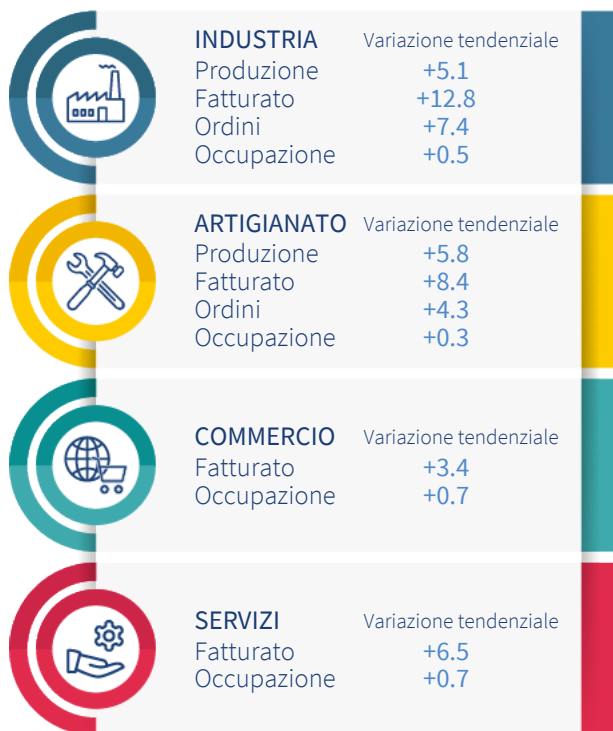 INDUSTRIA Variazione tendenziale
Produzione +5.1
Fatturato +12.8
Ordini +7.4
Occupazione +0.5
ARTIGIANATO Variazione tendenziale
Produzione +5.8
Fatturato +8.4
Ordini +4.3
Occupazione +0.3
COMMERCIO Variazione tendenziale
Fatturato +3.4
Occupazione +0.7
SERVIZI Variazione tendenziale
Fatturato +6.5
Occupazione +0.7